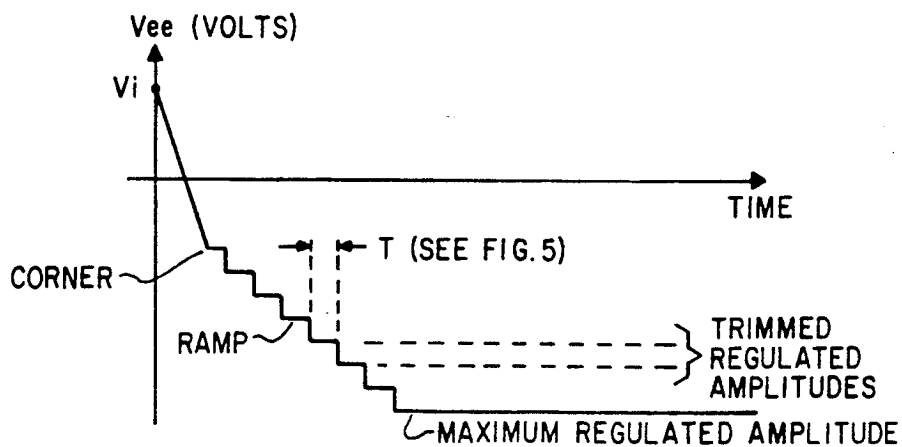 Vee (VOLTS)
Vi
TIME
T (SEE FIG. 5)
CORNER
RAMP
TRIMMED
REGULATED
AMPLITUDES
MAXIMUM REGULATED AMPLITUDE